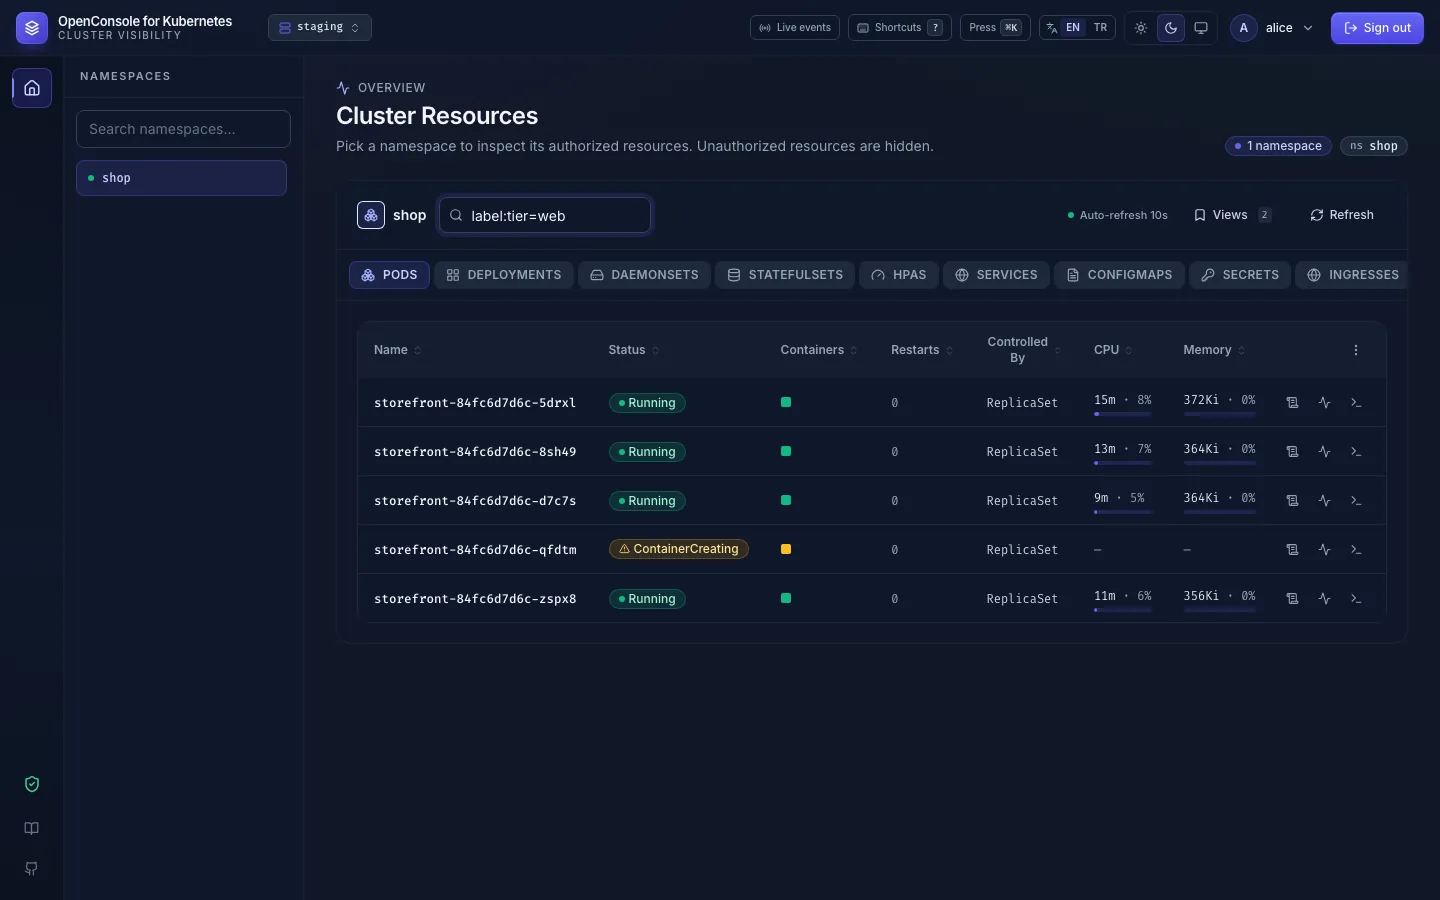 OpenConsole for Kubernetes
CLUSTER VISIBILITY
staging
Live events
Shortcuts ?
Press ⌘K
EN TR
A alice
Sign out
NAMESPACES
Search namespaces...
shop
OVERVIEW
Cluster Resources
Pick a namespace to inspect its authorized resources. Unauthorized resources are hidden.
1 namespace
ns shop
shop
label:tier=web
Auto-refresh 10s
Views 2
Refresh
PODS DEPLOYMENTS DAEMONSETS STATEFULSETS HPAS SERVICES CONFIGMAPS SECRETS INGRESSES
Name Status Containers Restarts Controlled By CPU Memory
storefront-84fc6d7d6c-5drxl Running 0 ReplicaSet 15m · 8% 372Ki · 0%
storefront-84fc6d7d6c-8sh49 Running 0 ReplicaSet 13m · 7% 364Ki · 0%
storefront-84fc6d7d6c-d7c7s Running 0 ReplicaSet 9m · 5% 364Ki · 0%
storefront-84fc6d7d6c-qfdtm ContainerCreating 0 ReplicaSet — —
storefront-84fc6d7d6c-zspx8 Running 0 ReplicaSet 11m · 6% 356Ki · 0%